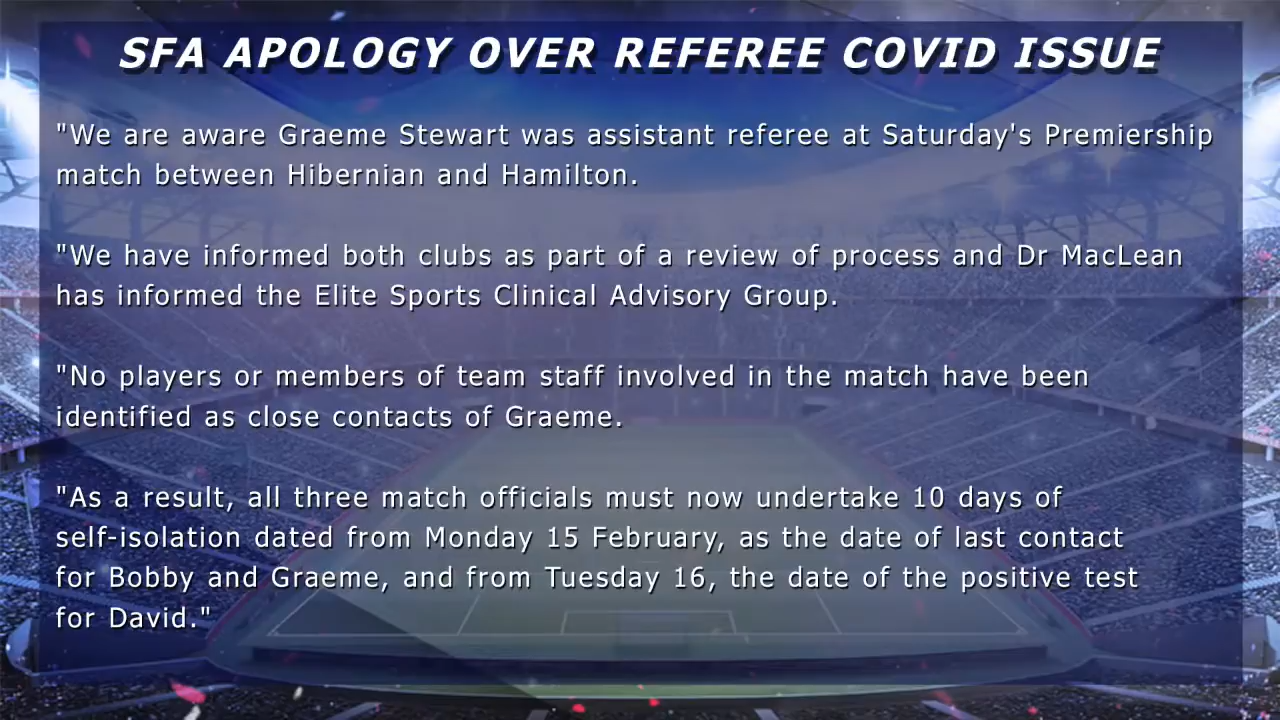 SFA APOLOGY OVER REFEREE COVID ISSUE
"We are aware Graeme Stewart was assistant referee at Saturday's Premiership
match between Hibernian and Hamilton.
"We have informed both clubs as part of a review of process and Dr MacLean
has informed the Elite Sports Clinical Advisory Group.
"No players or members of team staff involved in the match have been
identified as close contacts of Graeme.
"As a result, all three match officials must now undertake 10 days of
self-isolation dated from Monday 15 February, as the date of last contact
for Bobby and Graeme, and from Tuesday 16, the date of the positive test
for David."